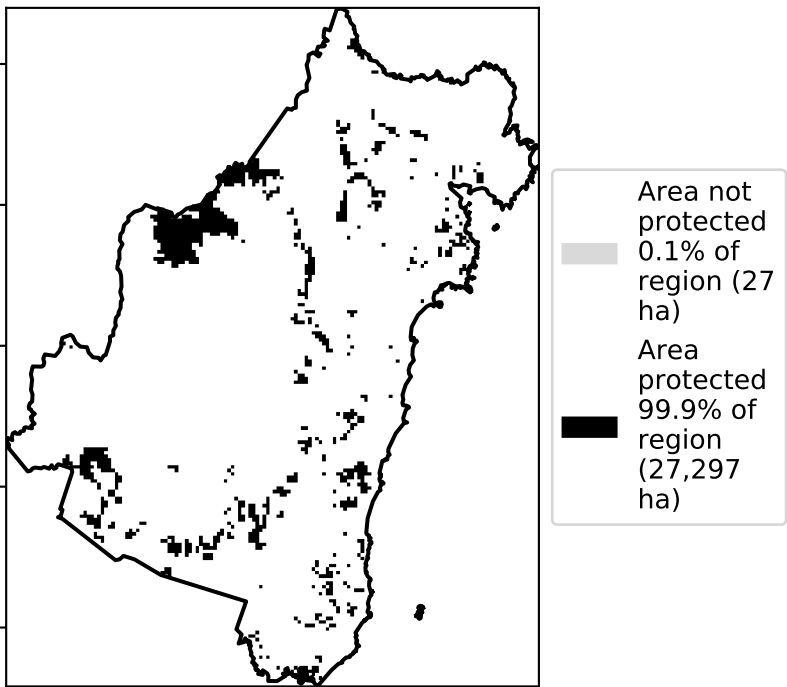 Area not
protected
0.1% of
region (27
ha)
Area
protected
99.9% of
region
(27,297
ha)